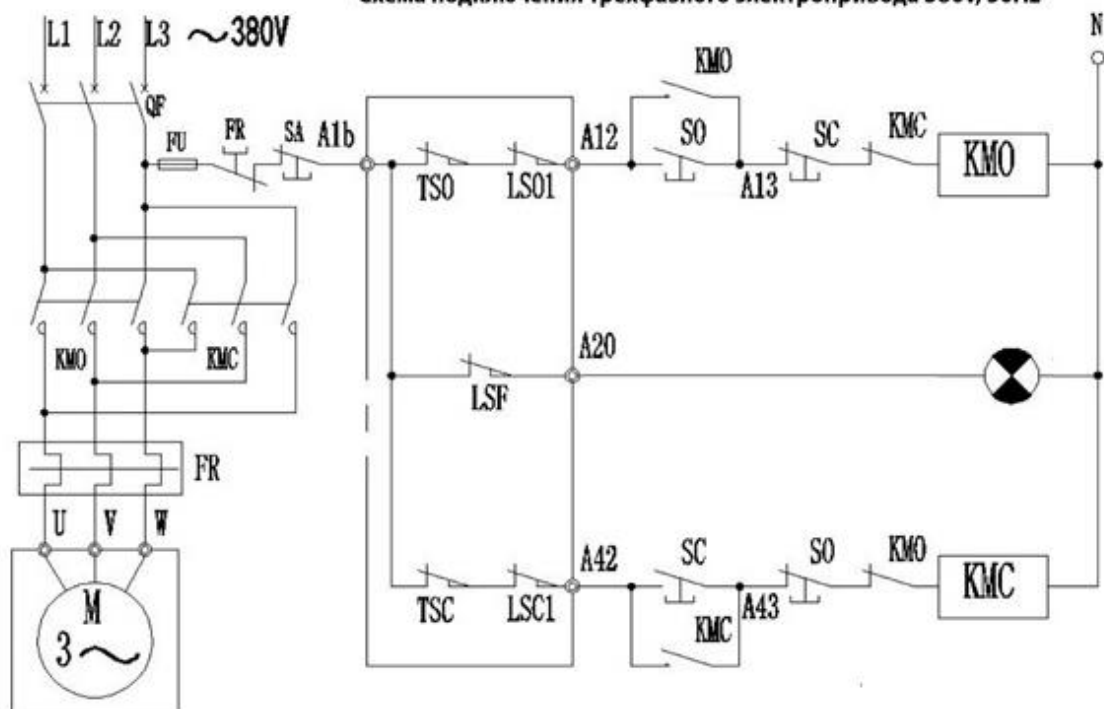 Схема подключения трехфазного электропривода 380V, 50Hz
L1 L2 L3 ~380V
N
QF
KMO
FU FR SA A1b
A12 SO SC KMC
KMO
TSO LSO1
A13
A20
KMO KMC
LSF
FR
U V W
A42 SC SO KMO
KMC
TSC LSC1
A43
KMC
M
3~